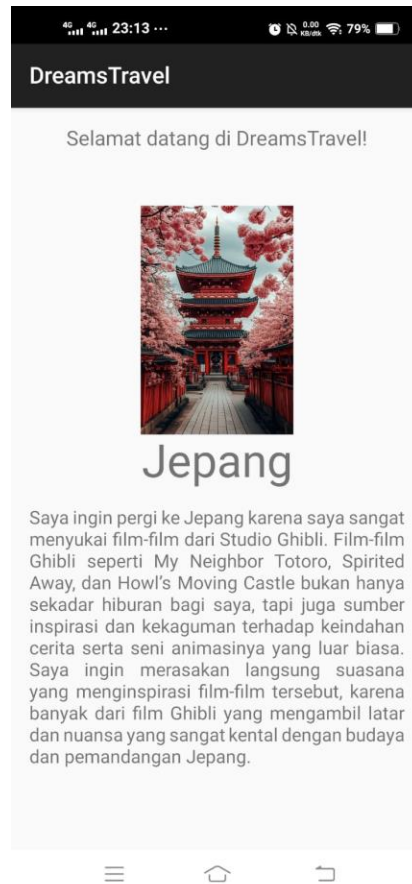 4G 4G 23:13 ··· 0.00 KB/dtk 79%
DreamsTravel
Selamat datang di DreamsTravel!
Jepang
Saya ingin pergi ke Jepang karena saya sangat
menyukai film-film dari Studio Ghibli. Film-film
Ghibli seperti My Neighbor Totoro, Spirited
Away, dan Howl’s Moving Castle bukan hanya
sekadar hiburan bagi saya, tapi juga sumber
inspirasi dan kekaguman terhadap keindahan
cerita serta seni animasinya yang luar biasa.
Saya ingin merasakan langsung suasana
yang menginspirasi film-film tersebut, karena
banyak dari film Ghibli yang mengambil latar
dan nuansa yang sangat kental dengan budaya
dan pemandangan Jepang.